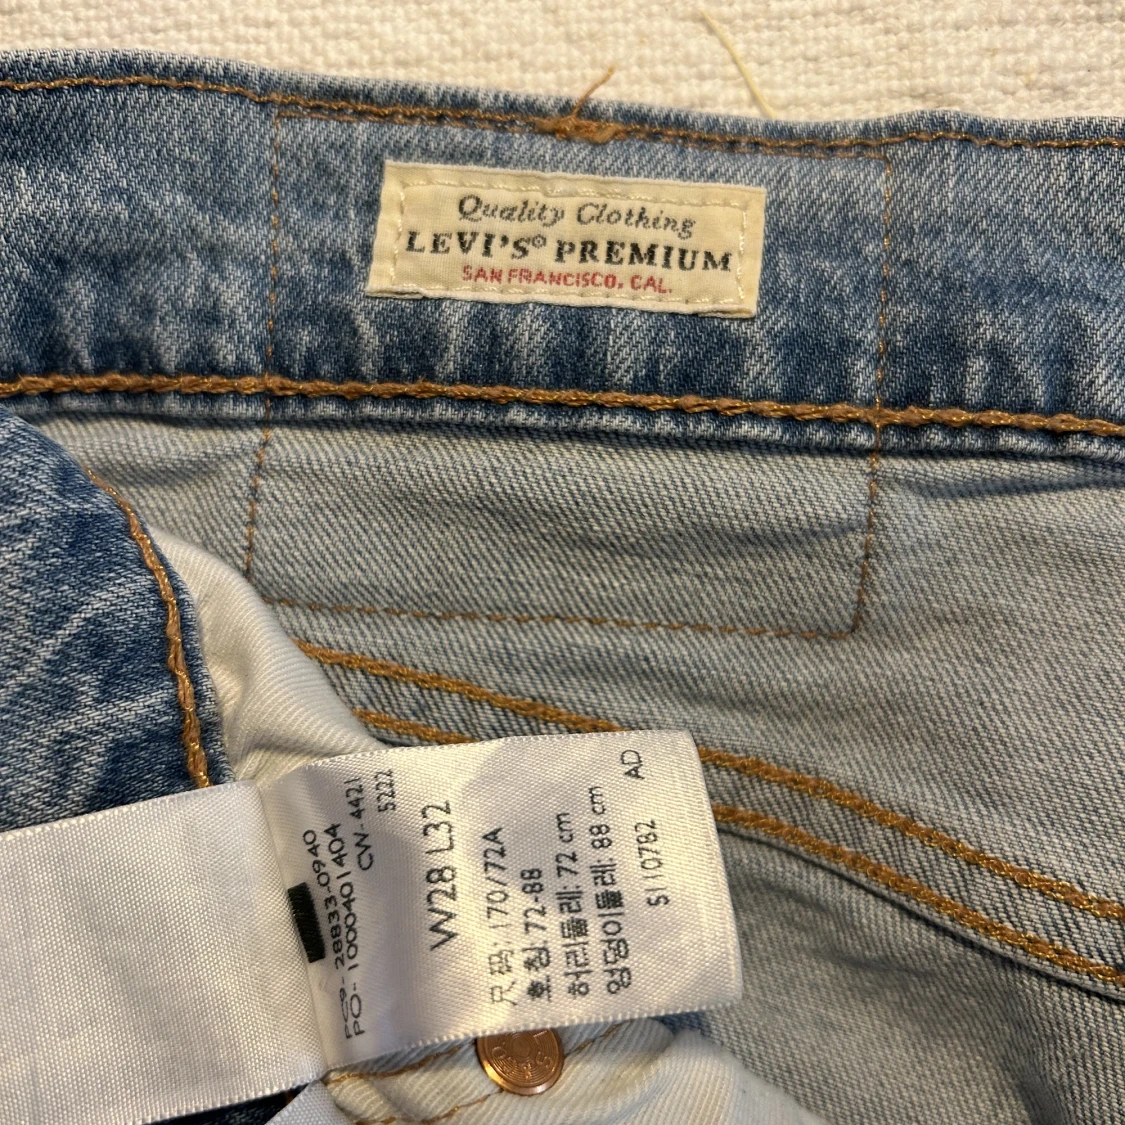 Quality Clothing
LEVI'S® PREMIUM
SAN FRANCISCO, CAL.
PC9- 28833-0940
PO- 1000401404
CW- 4421
5222
W28 L32
尺码: 170/72A
호칭: 72-88
허리둘레: 72 cm
엉덩이둘레: 88 cm
S110782
AD